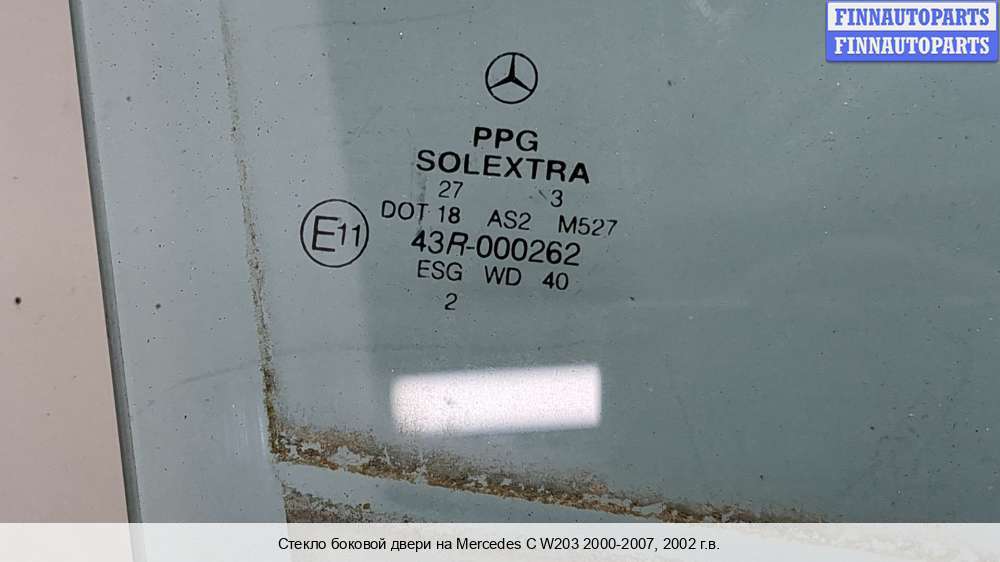 FINNAUTOPARTS
FINNAUTOPARTS
PPG
SOLEXTRA
27 3
DOT 18 AS2 M527
E11 43R-000262
ESG WD 40
2
Стекло боковой двери на Mercedes C W203 2000-2007, 2002 г.в.